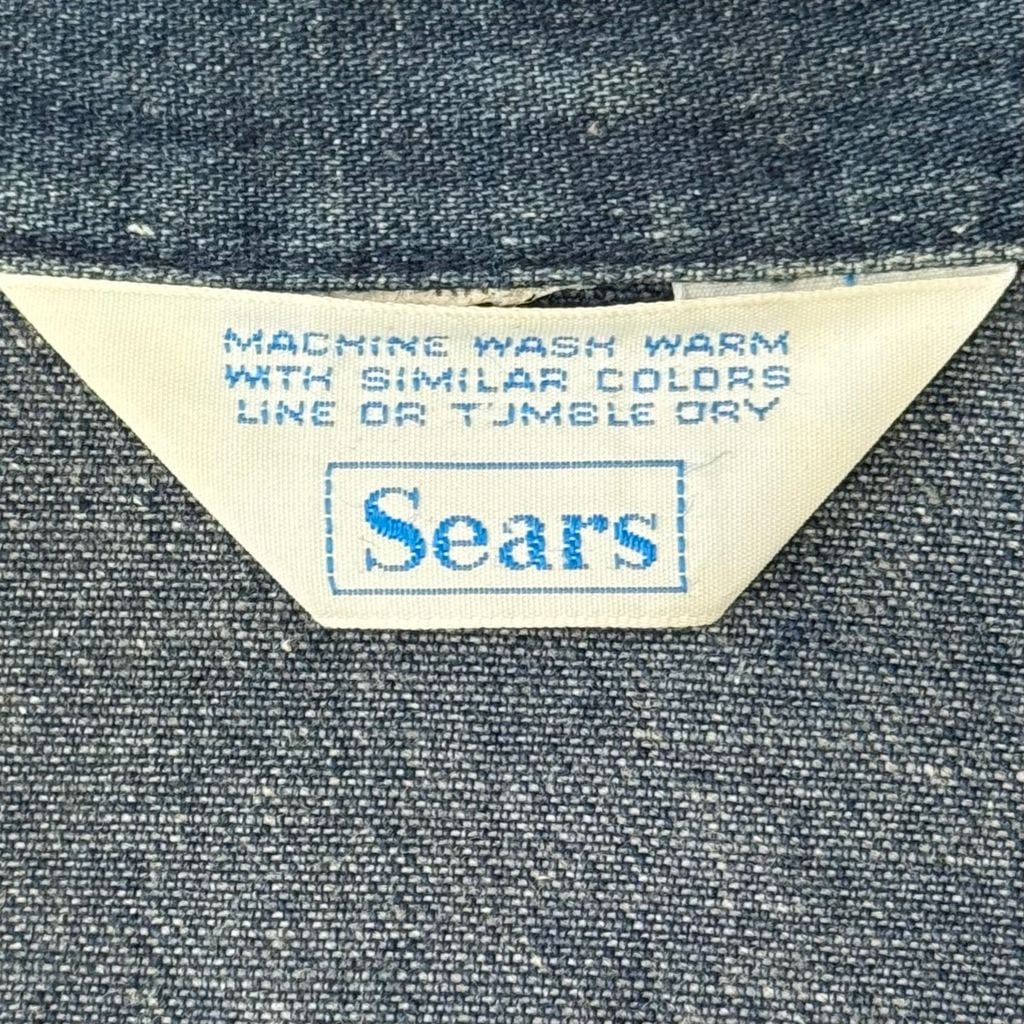 MACHINE WASH WARM
WITH SIMILAR COLORS
LINE OR TUMBLE DRY
Sears